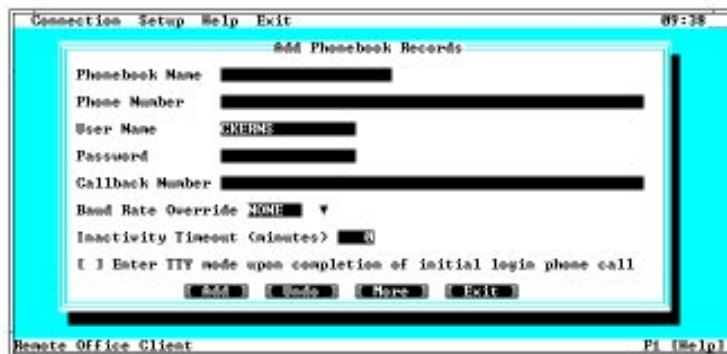 Connection Setup Help Exit 09:38
Add Phonebook Records
Phonebook Name
Phone Number
User Name CKERNS
Password
Callback Number
Baud Rate Override NONE ▼
Inactivity Timeout (minutes) 0
[ ] Enter TTY mode upon completion of initial login phone call
[ Add ] [ Undo ] [ More ] [ Exit ]
Remote Office Client F1 [Help]